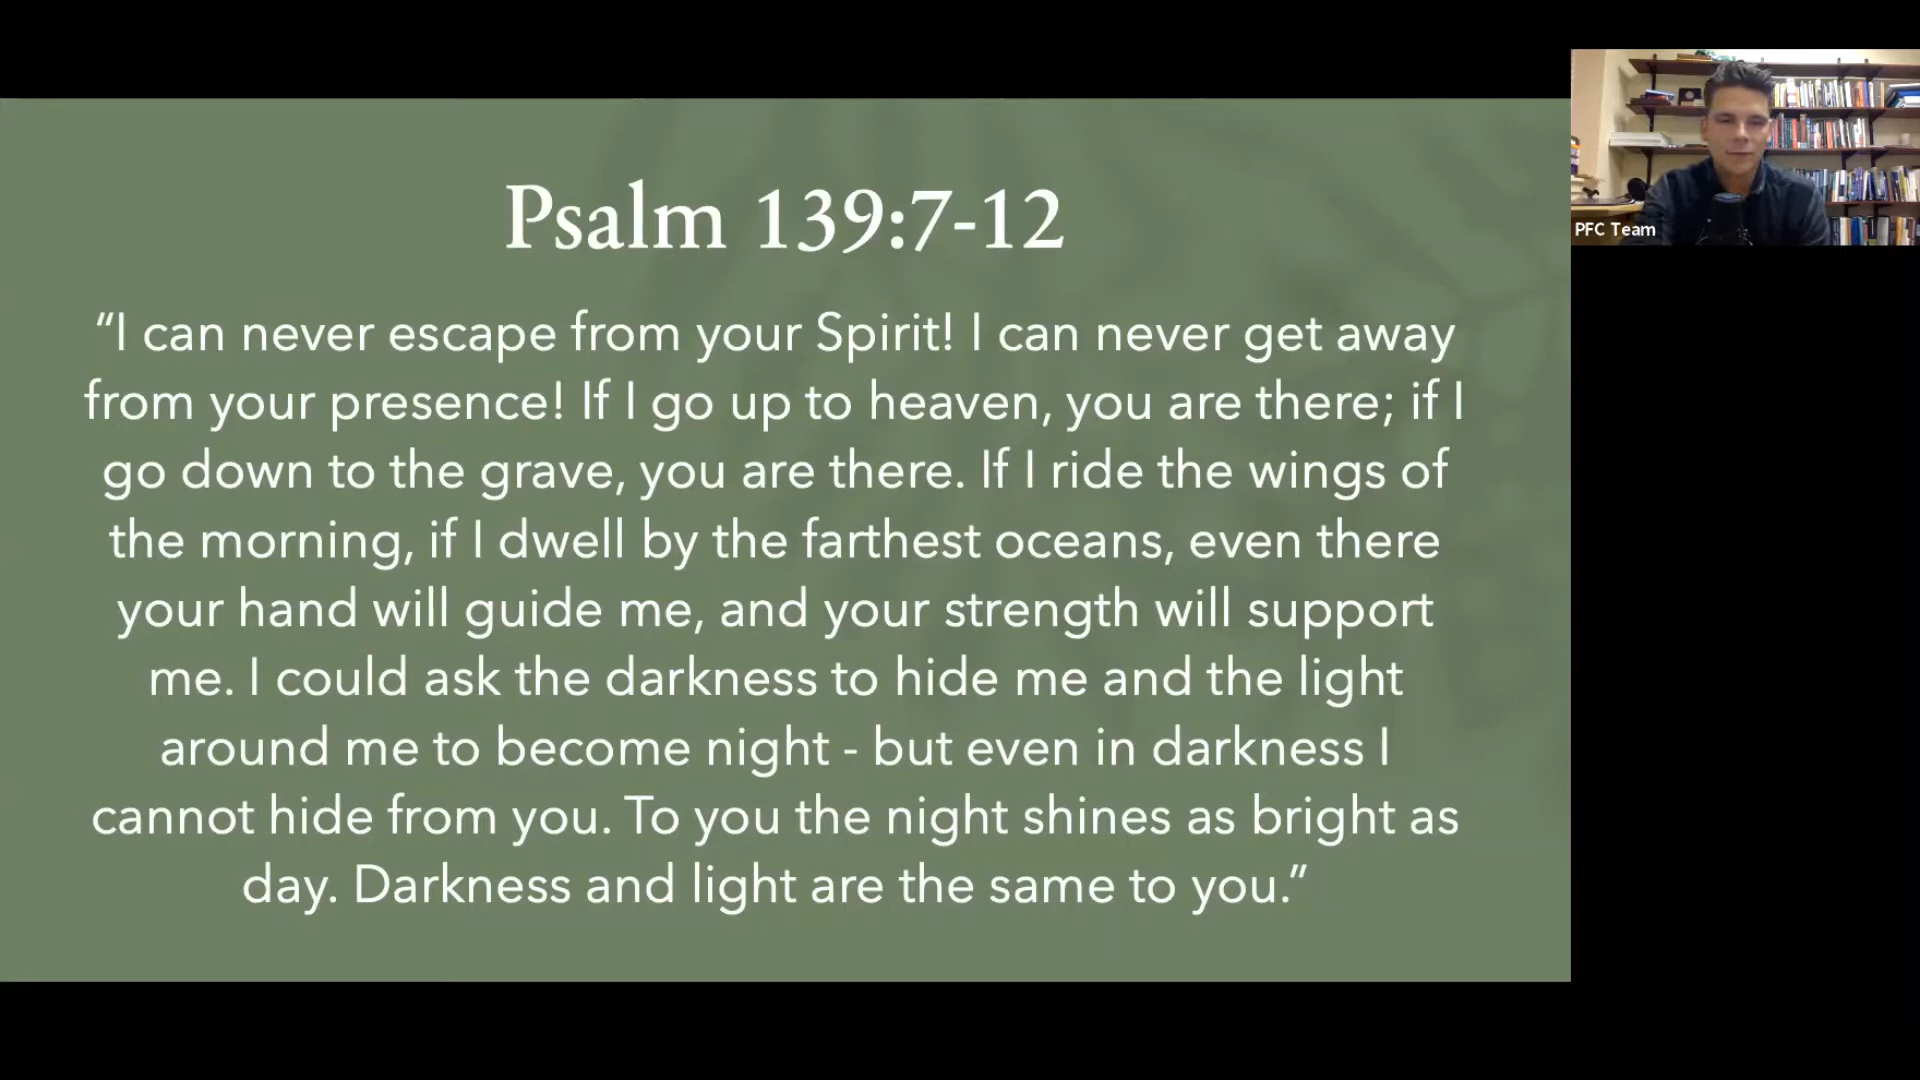 Psalm 139:7-12
“I can never escape from your Spirit! I can never get away
from your presence! If I go up to heaven, you are there; if I
go down to the grave, you are there. If I ride the wings of
the morning, if I dwell by the farthest oceans, even there
your hand will guide me, and your strength will support
me. I could ask the darkness to hide me and the light
around me to become night - but even in darkness I
cannot hide from you. To you the night shines as bright as
day. Darkness and light are the same to you.”
PFC Team